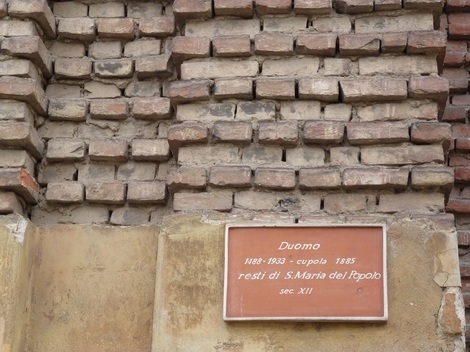 Duomo
1488-1933 - cupola 1885
resti di S. Maria del Popolo
sec. XII